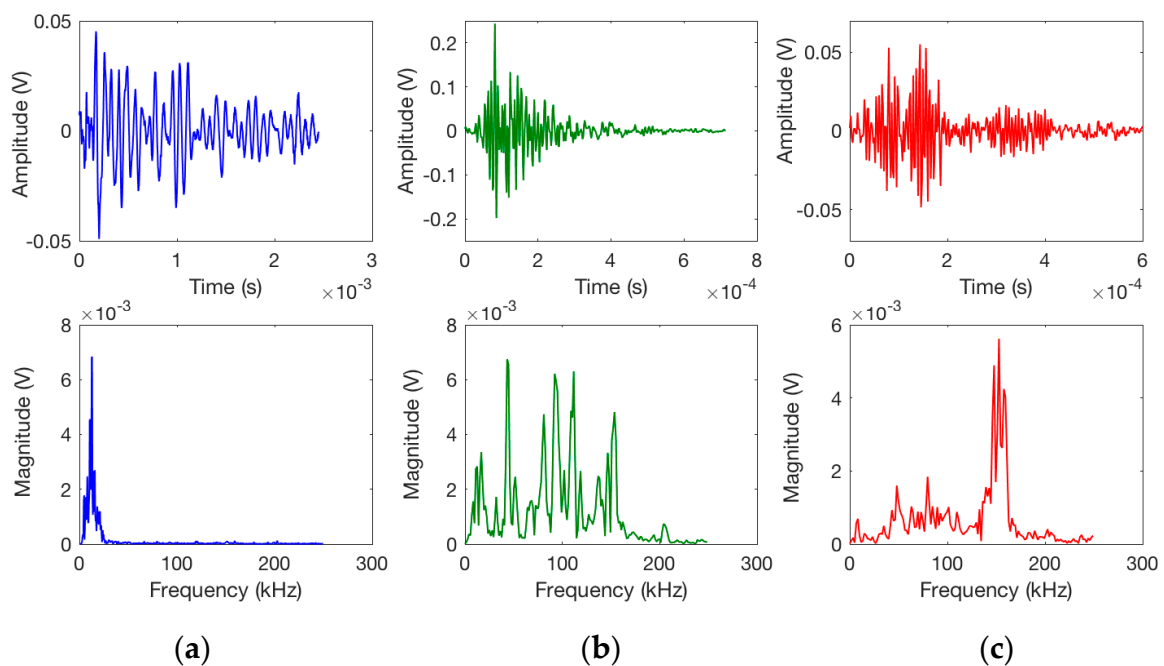 0.05
0
-0.05
Amplitude (V)
0 1 2 3
Time (s)
×10⁻³
0.2
0.1
0
-0.1
-0.2
Amplitude (V)
0 2 4 6 8
Time (s)
×10⁻⁴
0.05
0
-0.05
Amplitude (V)
0 2 4 6
Time (s)
×10⁻⁴
×10⁻³
8
6
4
2
0
Magnitude (V)
0 100 200 300
Frequency (kHz)
×10⁻³
8
6
4
2
0
Magnitude (V)
0 100 200 300
Frequency (kHz)
×10⁻³
6
4
2
0
Magnitude (V)
0 100 200 300
Frequency (kHz)
(a) (b) (c)